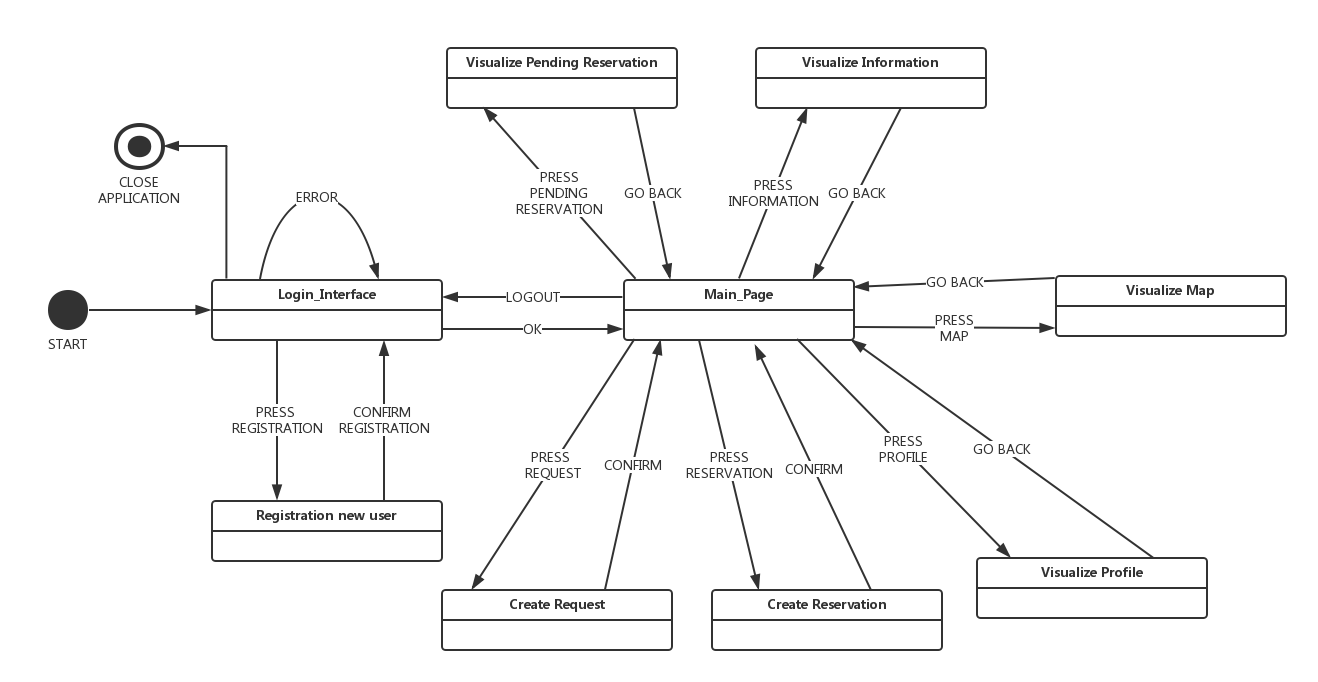 Visualize Pending Reservation
Visualize Information
CLOSE
APPLICATION
ERROR
PRESS
PENDING
RESERVATION
GO BACK
PRESS
INFORMATION
GO BACK
START
Login_Interface
LOGOUT
OK
Main_Page
GO BACK
PRESS
MAP
Visualize Map
PRESS
REGISTRATION
CONFIRM
REGISTRATION
PRESS
REQUEST
CONFIRM
PRESS
RESERVATION
CONFIRM
PRESS
PROFILE
GO BACK
Registration new user
Create Request
Create Reservation
Visualize Profile